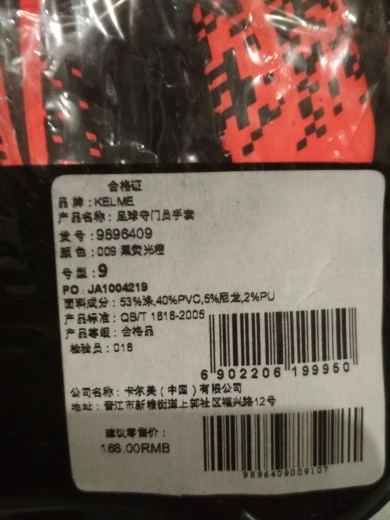 合格证
品 牌：KELME
产品名称：足球守门员手套
货 号：9896409
颜 色：009 黑荧光橙
号型：9
PO：JA1004219
面料成分：53%涤,40%PVC,5%尼龙,2%PU
产品标准：QB/T 1616-2005
产品等级：合格品
检验员：018
6 902206 199950
公司名称：卡尔美（中国）有限公司
地址：晋江市新塘街道上郭社区福兴路12号
建议零售价：
168.00RMB
9896409009107